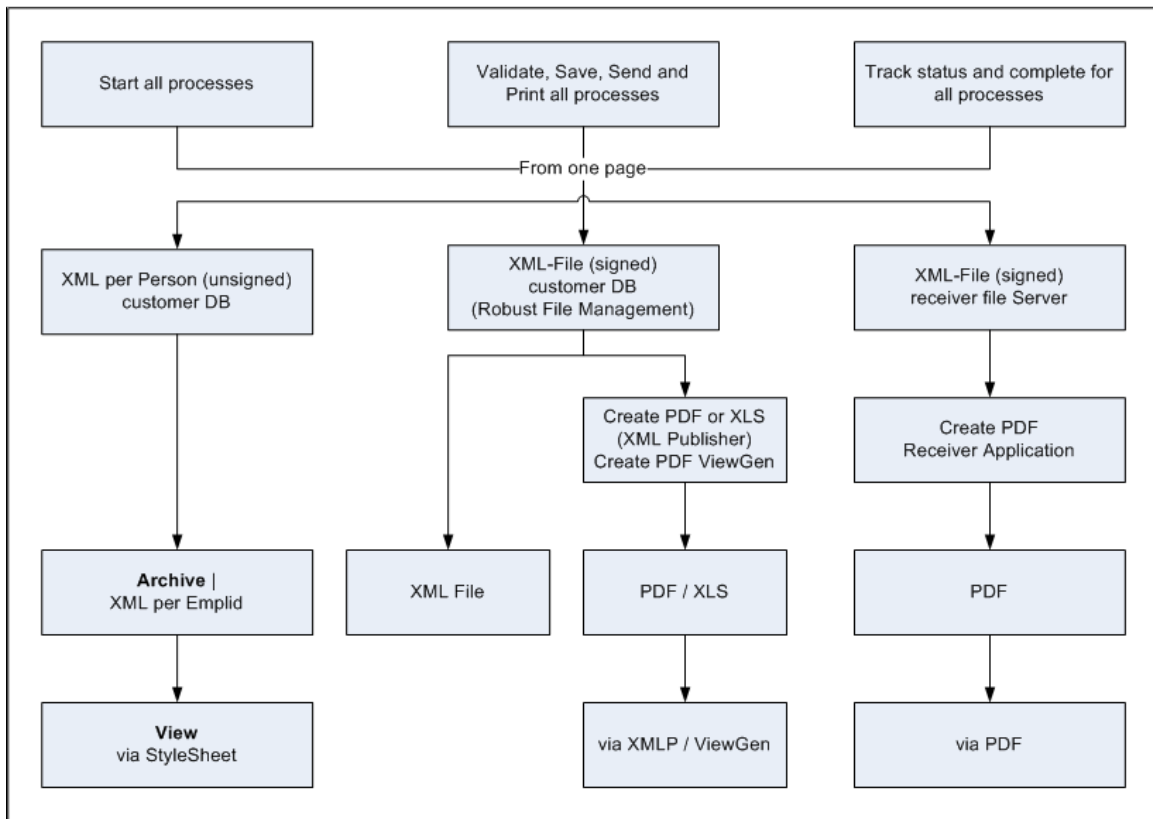 Start all processes
Validate, Save, Send and
Print all processes
Track status and complete for
all processes
From one page
XML per Person (unsigned)
customer DB
XML-File (signed)
customer DB
(Robust File Management)
XML-File (signed)
receiver file Server
Create PDF or XLS
(XML Publisher)
Create PDF ViewGen
Create PDF
Receiver Application
Archive |
XML per Emplid
XML File
PDF / XLS
PDF
View
via StyleSheet
via XMLP / ViewGen
via PDF